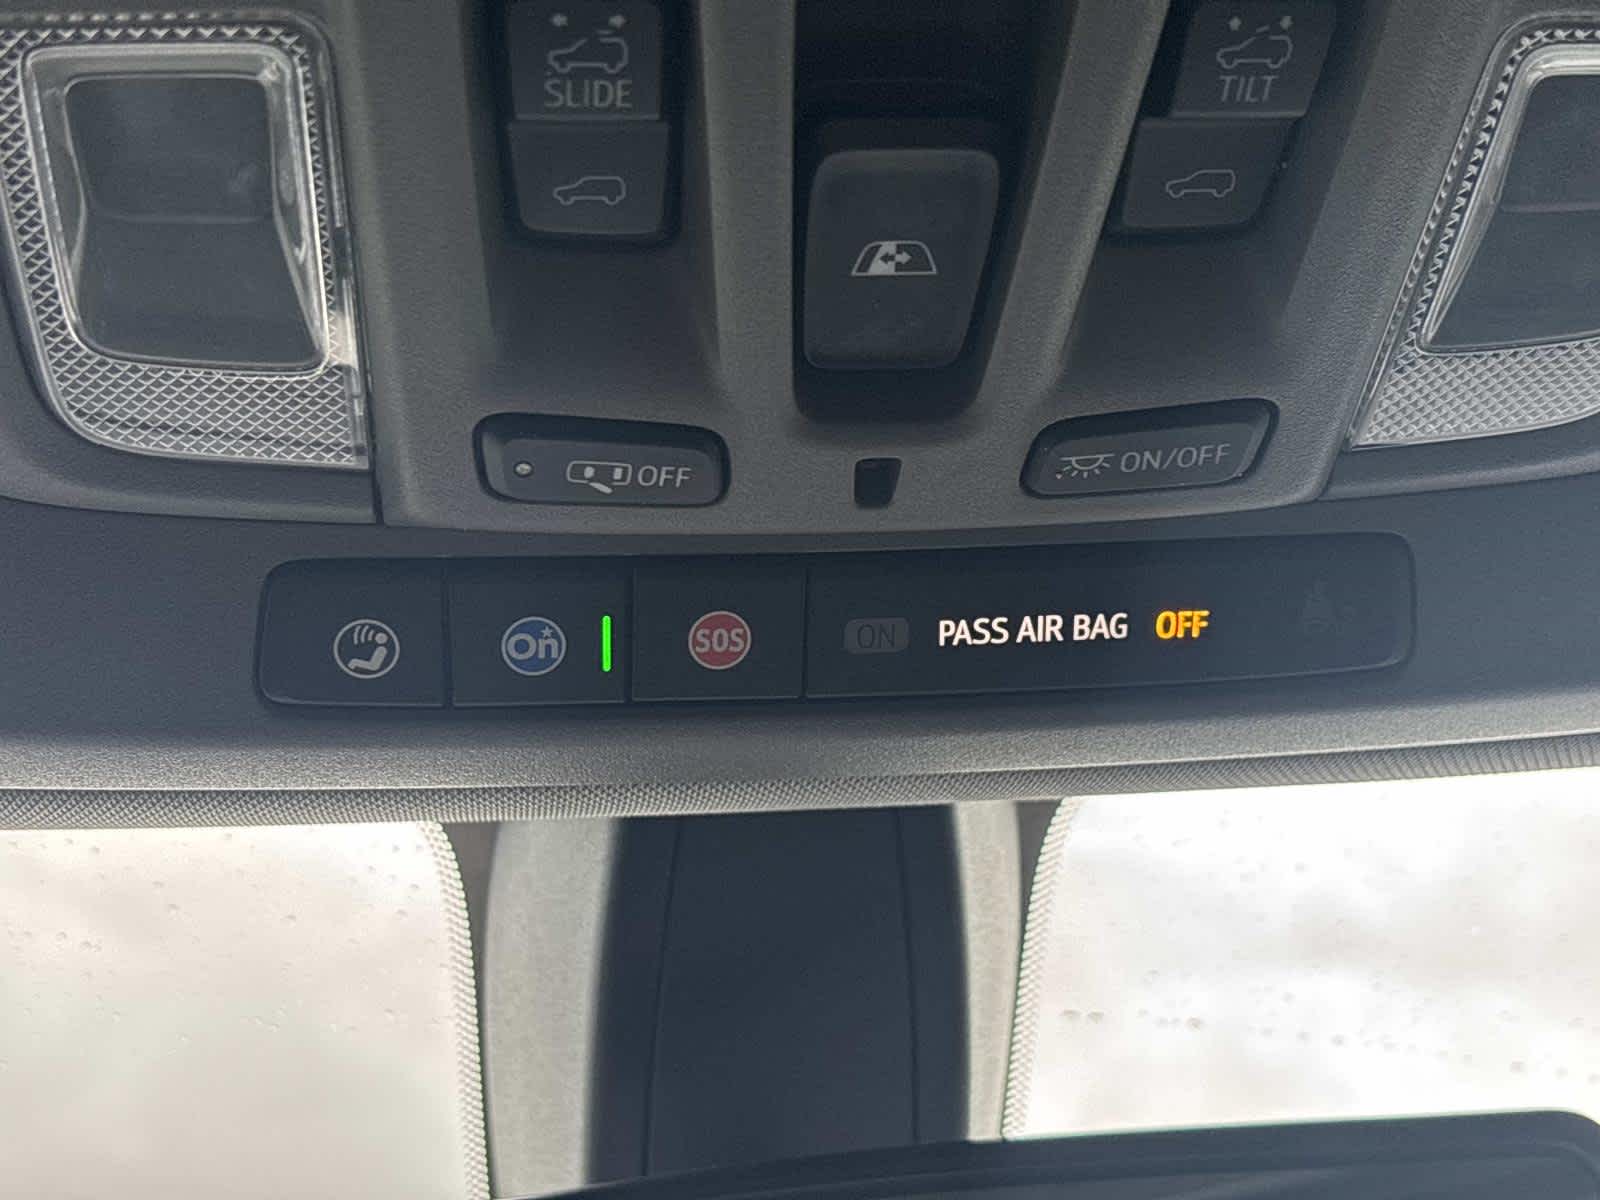 SLIDE
TILT
OFF
ON/OFF
On
SOS
ON
PASS AIR BAG OFF